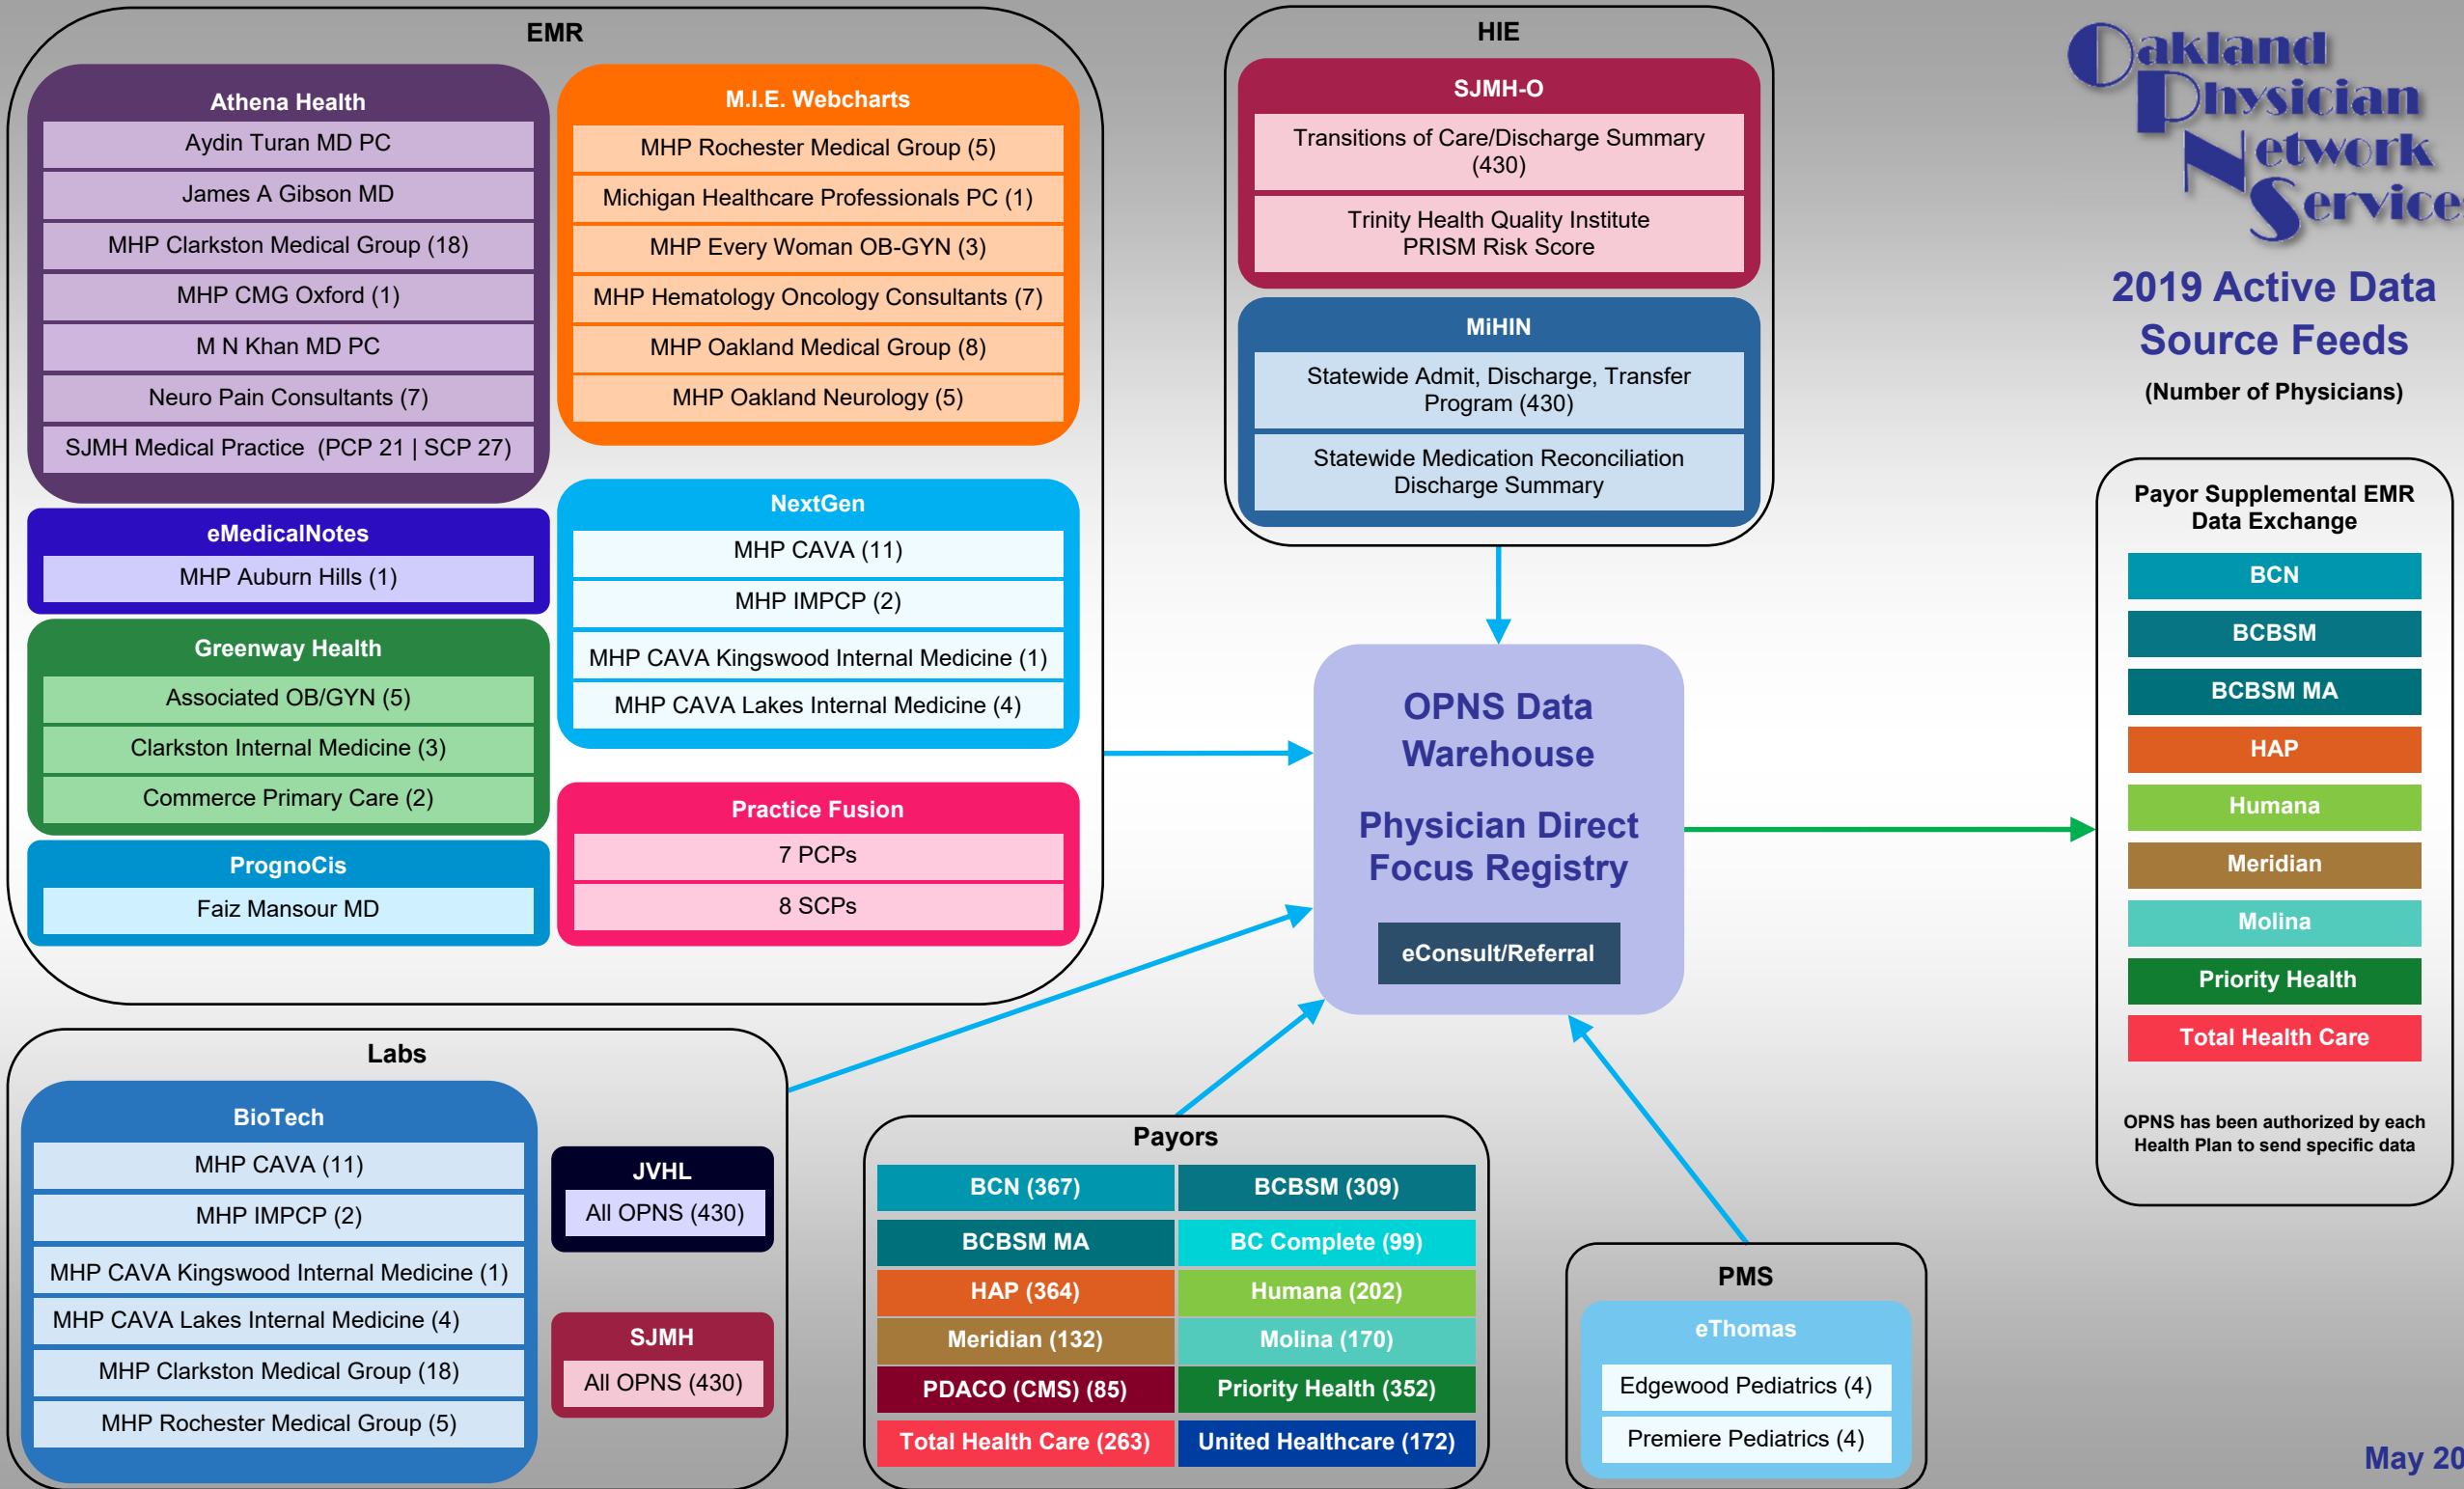 EMR
Athena Health
Aydin Turan MD PC
James A Gibson MD
MHP Clarkston Medical Group (18)
MHP CMG Oxford (1)
M N Khan MD PC
Neuro Pain Consultants (7)
SJMH Medical Practice (PCP 21 | SCP 27)
eMedicalNotes
MHP Auburn Hills (1)
Greenway Health
Associated OB/GYN (5)
Clarkston Internal Medicine (3)
Commerce Primary Care (2)
PrognoCis
Faiz Mansour MD
M.I.E. Webcharts
MHP Rochester Medical Group (5)
Michigan Healthcare Professionals PC (1)
MHP Every Woman OB-GYN (3)
MHP Hematology Oncology Consultants (7)
MHP Oakland Medical Group (8)
MHP Oakland Neurology (5)
NextGen
MHP CAVA (11)
MHP IMPCP (2)
MHP CAVA Kingswood Internal Medicine (1)
MHP CAVA Lakes Internal Medicine (4)
Practice Fusion
7 PCPs
8 SCPs
HIE
SJMH-O
Transitions of Care/Discharge Summary
(430)
Trinity Health Quality Institute
PRISM Risk Score
MiHIN
Statewide Admit, Discharge, Transfer
Program (430)
Statewide Medication Reconciliation
Discharge Summary
Oakland
Physician
Network
Services
2019 Active Data
Source Feeds
(Number of Physicians)
OPNS Data
Warehouse
Physician Direct
Focus Registry
eConsult/Referral
Payor Supplemental EMR
Data Exchange
BCN
BCBSM
BCBSM MA
HAP
Humana
Meridian
Molina
Priority Health
Total Health Care
OPNS has been authorized by each
Health Plan to send specific data
Labs
BioTech
MHP CAVA (11)
MHP IMPCP (2)
MHP CAVA Kingswood Internal Medicine (1)
MHP CAVA Lakes Internal Medicine (4)
MHP Clarkston Medical Group (18)
MHP Rochester Medical Group (5)
JVHL
All OPNS (430)
SJMH
All OPNS (430)
Payors
BCN (367)
BCBSM (309)
BCBSM MA
BC Complete (99)
HAP (364)
Humana (202)
Meridian (132)
Molina (170)
PDACO (CMS) (85)
Priority Health (352)
Total Health Care (263)
United Healthcare (172)
PMS
eThomas
Edgewood Pediatrics (4)
Premiere Pediatrics (4)
May 20